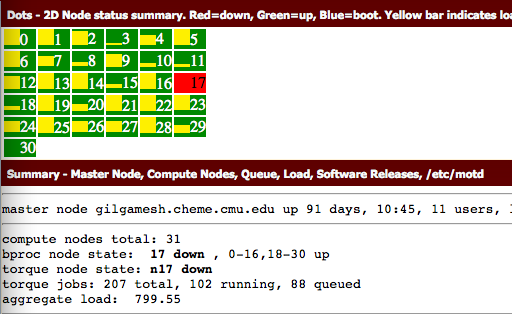 Dots - 2D Node status summary. Red=down, Green=up, Blue=boot. Yellow bar indicates
0 1 2 3 4 5
6 7 8 9 10 11
12 13 14 15 16 17
18 19 20 21 22 23
24 25 26 27 28 29
30
Summary - Master Node, Compute Nodes, Queue, Load, Software Releases, /etc/motd
master node gilgamesh.cheme.cmu.edu up 91 days, 10:45, 11 users,
compute nodes total: 31
bproc node state: 17 down , 0-16,18-30 up
torque node state: n17 down
torque jobs: 207 total, 102 running, 88 queued
aggregate load: 799.55